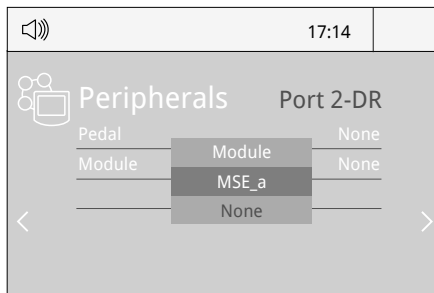 17:14
Peripherals Port 2-DR
Pedal None
Module
Module None
MSE_a
None